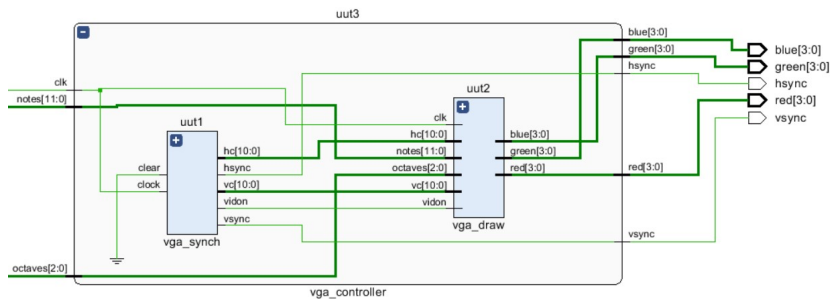 uut3
blue[3:0]
green[3:0]
hsync
blue[3:0]
green[3:0]
hsync
red[3:0]
vsync
clk
notes[11:0]
uut2
clk
hc[10:0]
notes[11:0]
octaves[2:0]
vc[10:0]
vidon
blue[3:0]
green[3:0]
red[3:0]
vga_draw
uut1
clear
clock
hc[10:0]
hsync
vc[10:0]
vidon
vsync
vga_synch
red[3:0]
vsync
octaves[2:0]
vga_controller